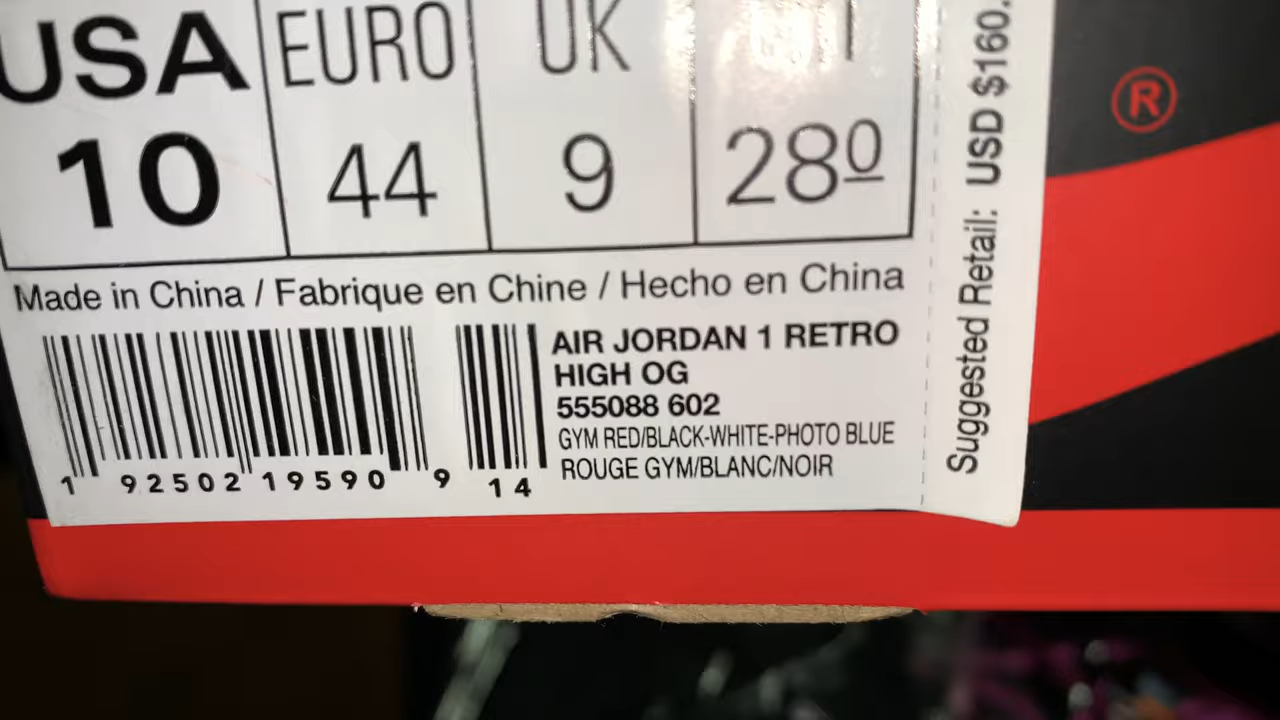 USA EURO UK
10 44 9 28º
Made in China / Fabrique en Chine / Hecho en China
AIR JORDAN 1 RETRO
HIGH OG
555088 602
GYM RED/BLACK-WHITE-PHOTO BLUE
ROUGE GYM/BLANC/NOIR
1 92502 19590 9 14
Suggested Retail: USD $160.
®